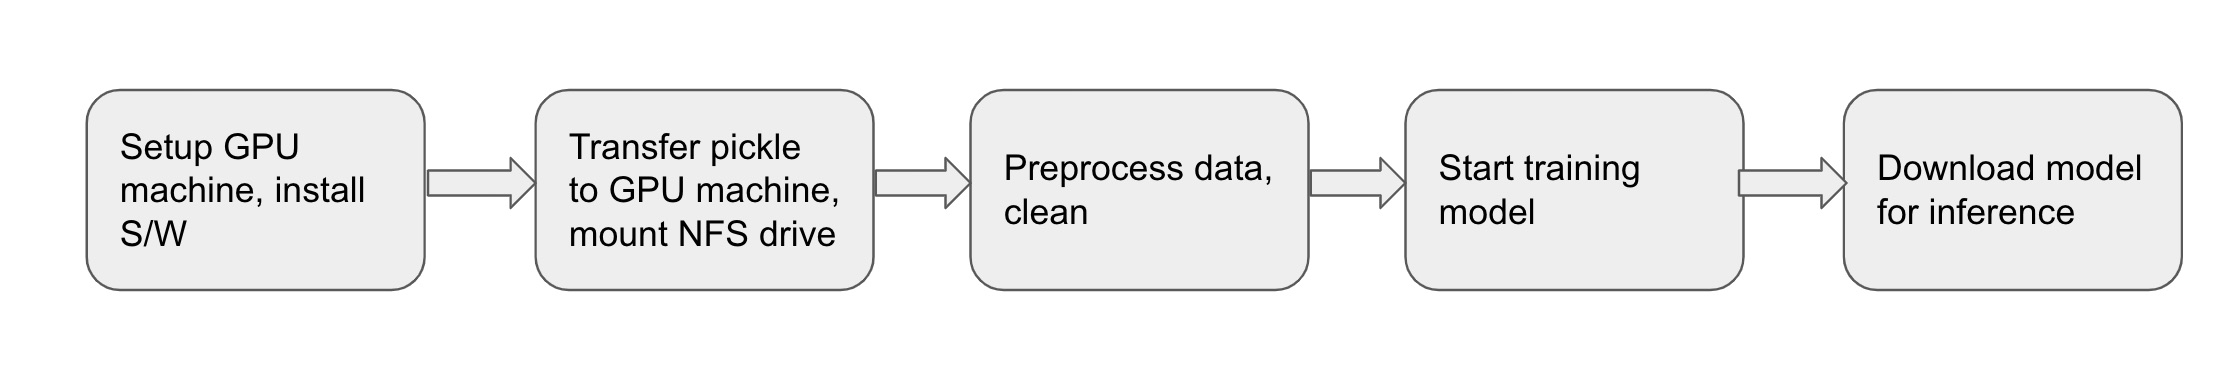 Setup GPU
machine, install
S/W
Transfer pickle
to GPU machine,
mount NFS drive
Preprocess data,
clean
Start training
model
Download model
for inference